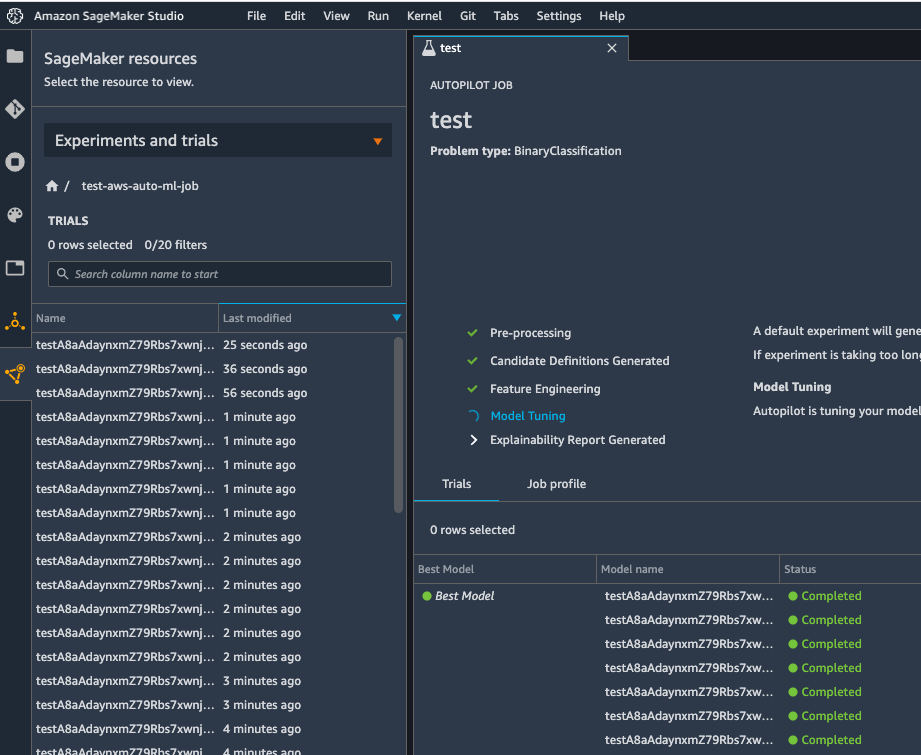 Amazon SageMaker Studio File Edit View Run Kernel Git Tabs Settings Help
SageMaker resources
Select the resource to view.
Experiments and trials
/ test-aws-auto-ml-job
TRIALS
0 rows selected 0/20 filters
Search column name to start
Name Last modified
testA8aAdaynxmZ79Rbs7xwnj... 25 seconds ago
testA8aAdaynxmZ79Rbs7xwnj... 36 seconds ago
testA8aAdaynxmZ79Rbs7xwnj... 56 seconds ago
testA8aAdaynxmZ79Rbs7xwnj... 1 minute ago
testA8aAdaynxmZ79Rbs7xwnj... 1 minute ago
testA8aAdaynxmZ79Rbs7xwnj... 1 minute ago
testA8aAdaynxmZ79Rbs7xwnj... 1 minute ago
testA8aAdaynxmZ79Rbs7xwnj... 1 minute ago
testA8aAdaynxmZ79Rbs7xwnj... 2 minutes ago
testA8aAdaynxmZ79Rbs7xwnj... 2 minutes ago
testA8aAdaynxmZ79Rbs7xwnj... 2 minutes ago
testA8aAdaynxmZ79Rbs7xwnj... 2 minutes ago
testA8aAdaynxmZ79Rbs7xwnj... 2 minutes ago
testA8aAdaynxmZ79Rbs7xwnj... 2 minutes ago
testA8aAdaynxmZ79Rbs7xwnj... 3 minutes ago
testA8aAdaynxmZ79Rbs7xwnj... 3 minutes ago
testA8aAdaynxmZ79Rbs7xwnj... 4 minutes ago
testA8aAdaynxmZ79Rbs7xwnj... 4 minutes ago
test
AUTOPILOT JOB
test
Problem type: BinaryClassification
Pre-processing
Candidate Definitions Generated
Feature Engineering
Model Tuning
Explainability Report Generated
A default experiment will gene
If experiment is taking too long
Model Tuning
Autopilot is tuning your model
Trials Job profile
0 rows selected
Best Model Model name Status
Best Model testA8aAdaynxmZ79Rbs7xw... Completed
testA8aAdaynxmZ79Rbs7xw... Completed
testA8aAdaynxmZ79Rbs7xw... Completed
testA8aAdaynxmZ79Rbs7xw... Completed
testA8aAdaynxmZ79Rbs7xw... Completed
testA8aAdaynxmZ79Rbs7xw... Completed
testA8aAdaynxmZ79Rbs7xw... Completed